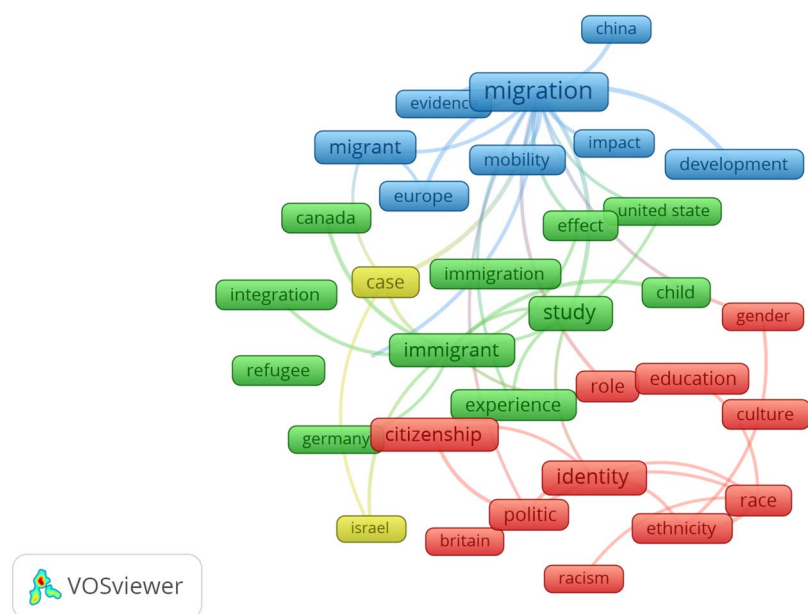 china
migration
evidenc
migrant
mobility
impact
development
europe
canada
effect
united state
case
immigration
integration
child
study
gender
immigrant
refugee
role
education
experience
culture
germany
citizenship
identity
race
politic
israel
britain
ethnicity
racism
VOSviewer